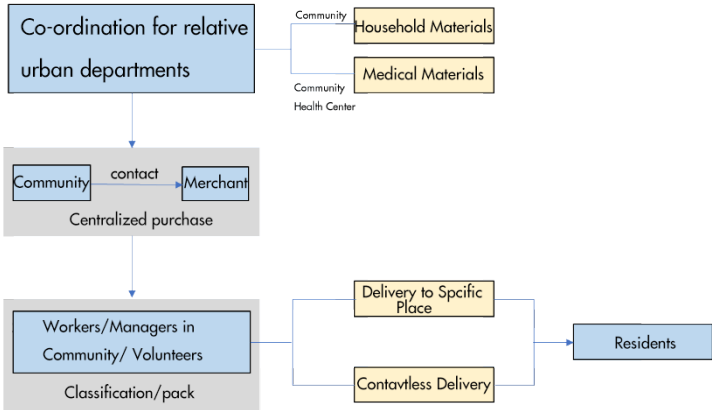 Co-ordination for relative
urban departments
Community
Household Materials
Medical Materials
Community
Health Center
Community
contact
Merchant
Centralized purchase
Workers/Managers in
Community/ Volunteers
Classification/pack
Delivery to Spcific
Place
Contavtless Delivery
Residents